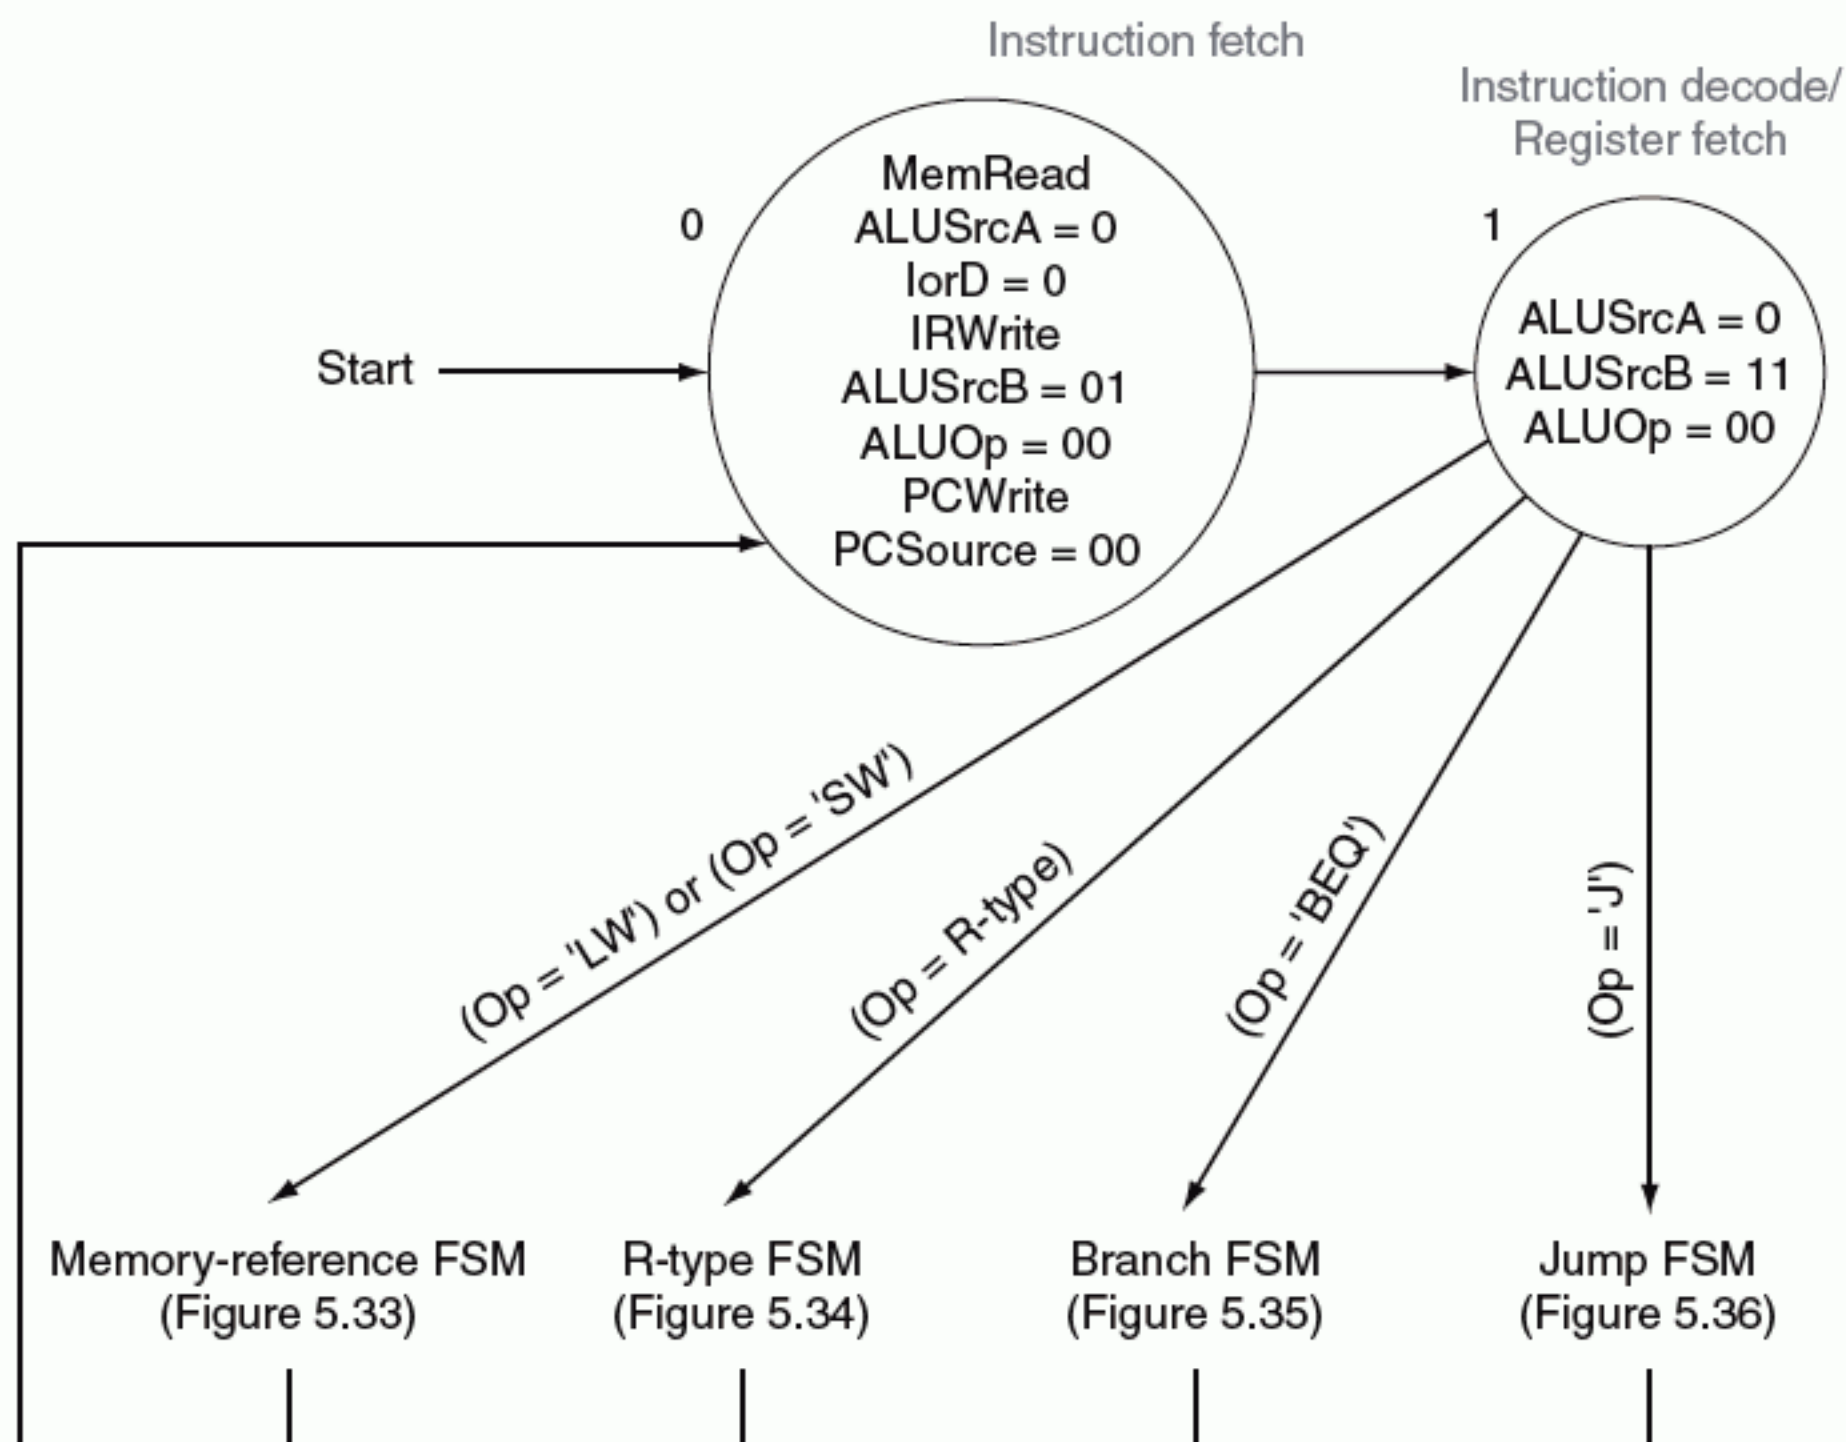 Instruction fetch
Instruction decode/
Register fetch
0
MemRead
ALUSrcA = 0
IorD = 0
IRWrite
ALUSrcB = 01
ALUOp = 00
PCWrite
PCSource = 00
1
ALUSrcA = 0
ALUSrcB = 11
ALUOp = 00
Start
(Op = 'LW') or (Op = 'SW')
(Op = R-type)
(Op = 'BEQ')
(Op = 'J')
Memory-reference FSM
(Figure 5.33)
R-type FSM
(Figure 5.34)
Branch FSM
(Figure 5.35)
Jump FSM
(Figure 5.36)